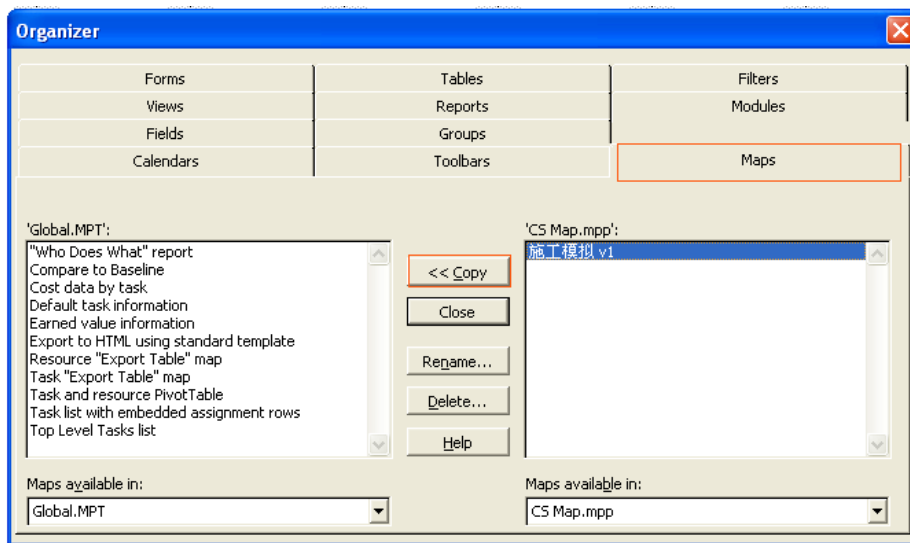 Organizer
Forms
Tables
Filters
Views
Reports
Modules
Fields
Groups
Calendars
Toolbars
Maps
'Global.MPT':
"Who Does What" report
Compare to Baseline
Cost data by task
Default task information
Earned value information
Export to HTML using standard template
Resource "Export Table" map
Task "Export Table" map
Task and resource PivotTable
Task list with embedded assignment rows
Top Level Tasks list
<< Copy
Close
Rename...
Delete...
Help
'CS Map.mpp':
施工模拟 v1
Maps available in:
Global.MPT
Maps available in:
CS Map.mpp